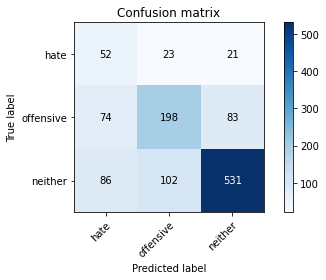 Confusion matrix
True label
hate 52 23 21
offensive 74 198 83
neither 86 102 531
hate offensive neither
Predicted label
500
400
300
200
100